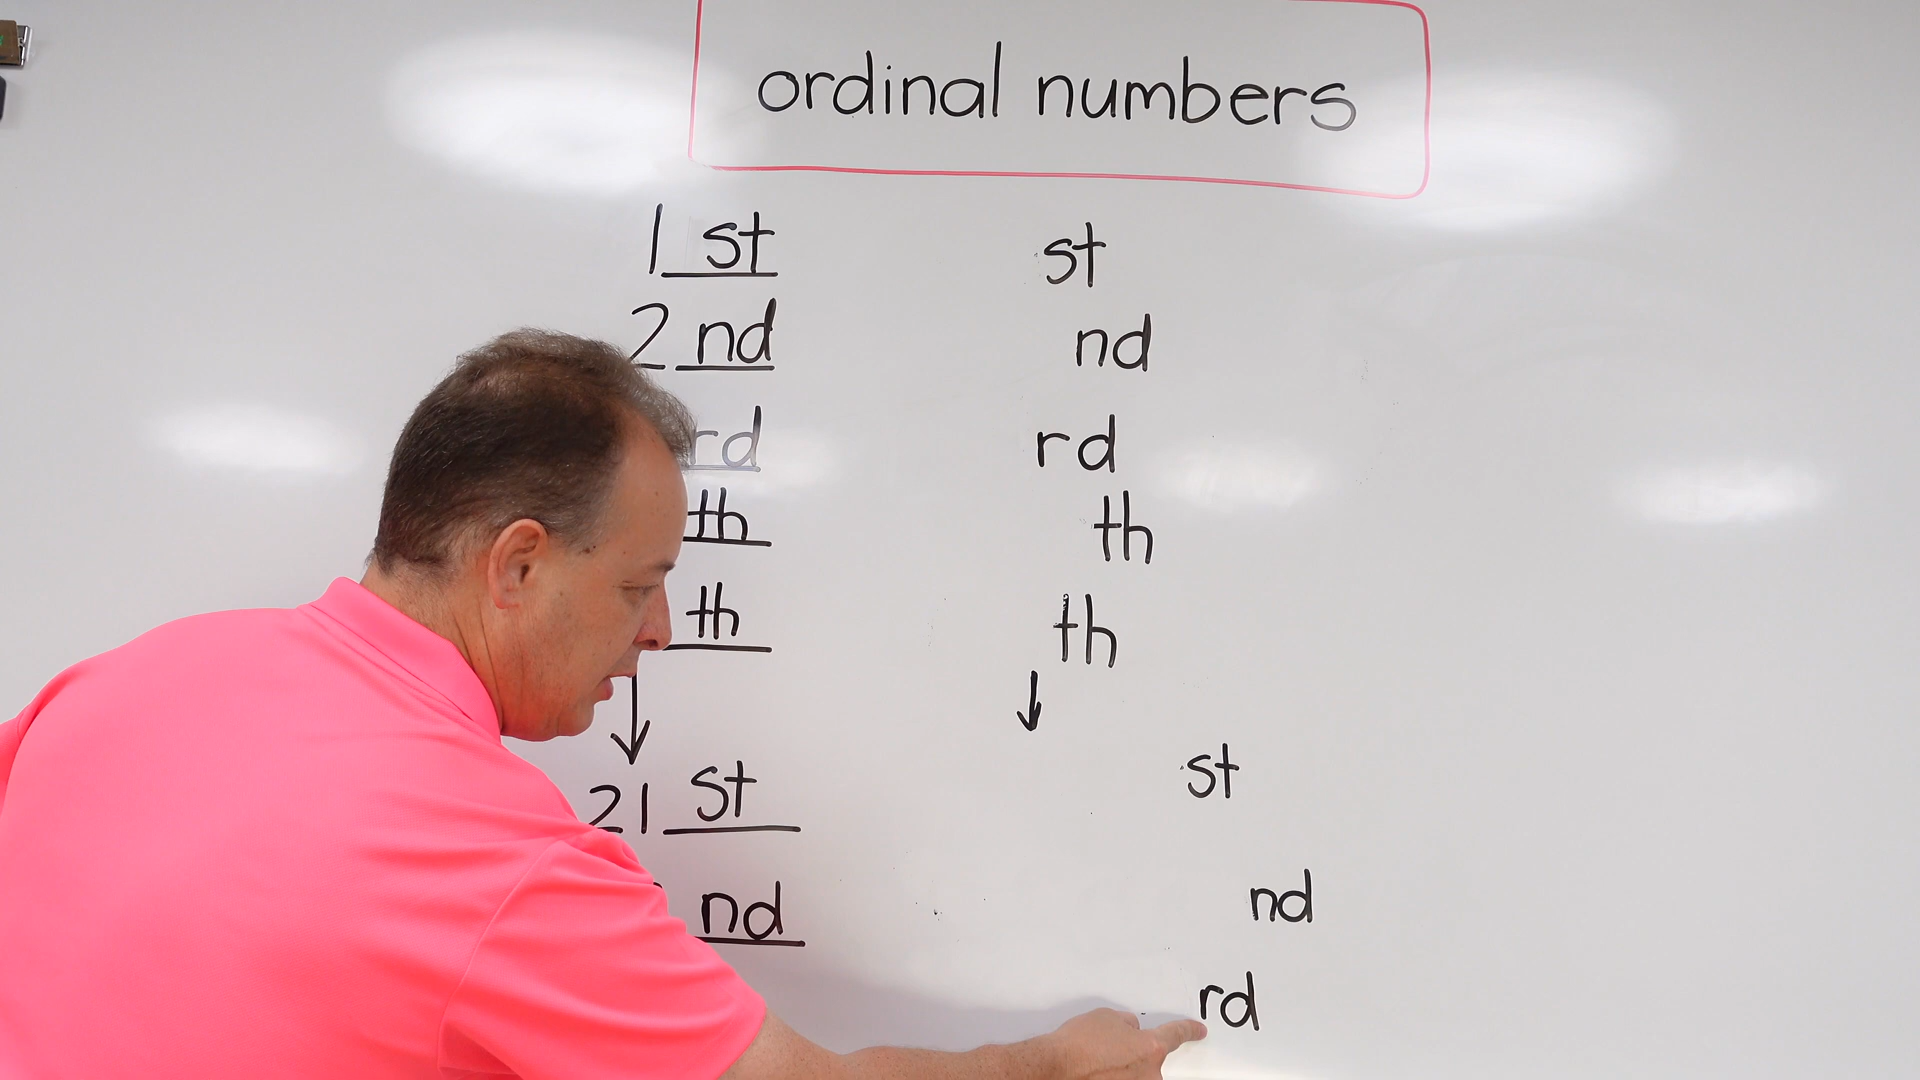 ordinal numbers
1 st st
2 nd nd
rd rd
th th
th th
21 st st
nd nd
rd